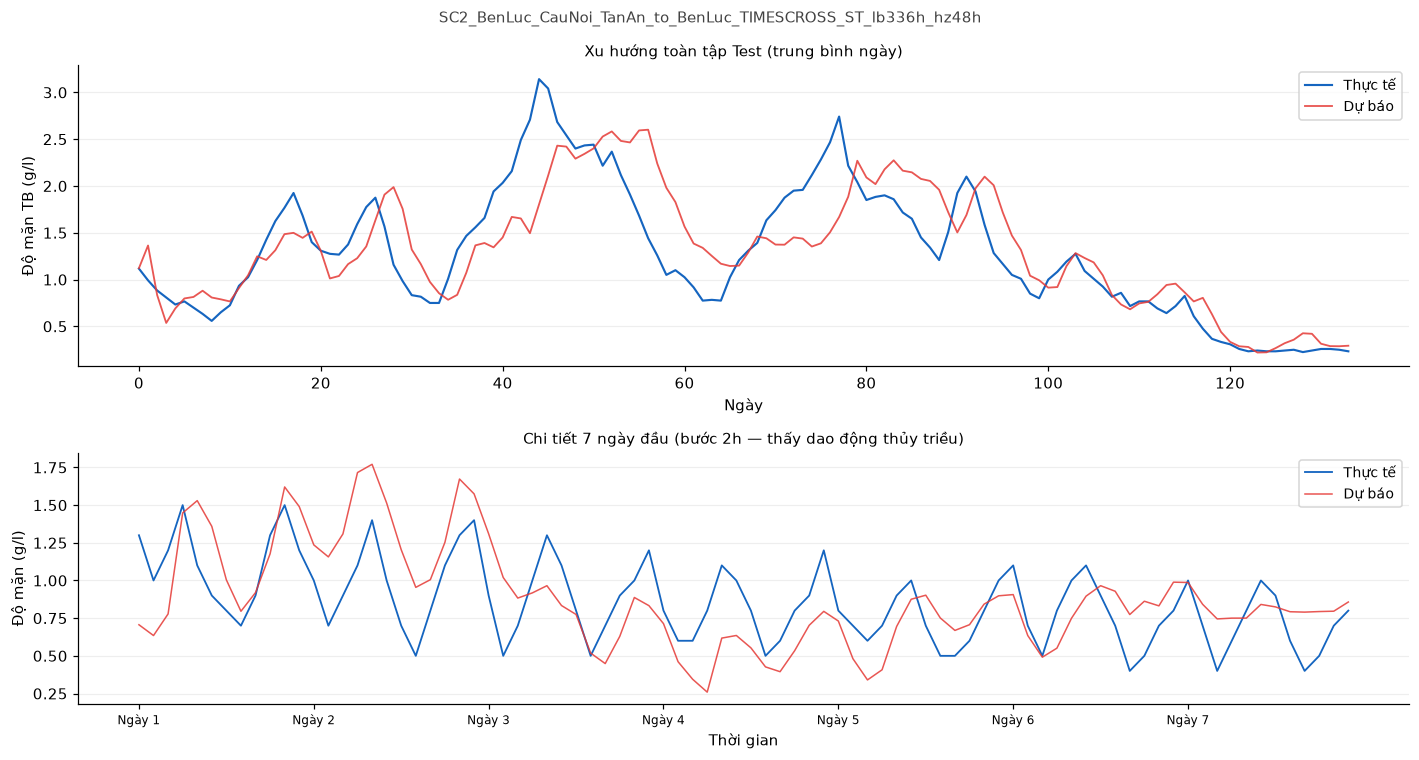 SC2_BenLuc_CauNoi_TanAn_to_BenLuc_TIMESCROSS_ST_lb336h_hz48h
Xu hướng toàn tập Test (trung bình ngày)
Độ mặn TB (g/l)
3.0
2.5
2.0
1.5
1.0
0.5
Thực tế
Dự báo
0
20
40
60
80
100
120
Ngày
Chi tiết 7 ngày đầu (bước 2h — thấy dao động thủy triều)
Độ mặn (g/l)
1.75
1.50
1.25
1.00
0.75
0.50
0.25
Thực tế
Dự báo
Ngày 1
Ngày 2
Ngày 3
Ngày 4
Ngày 5
Ngày 6
Ngày 7
Thời gian